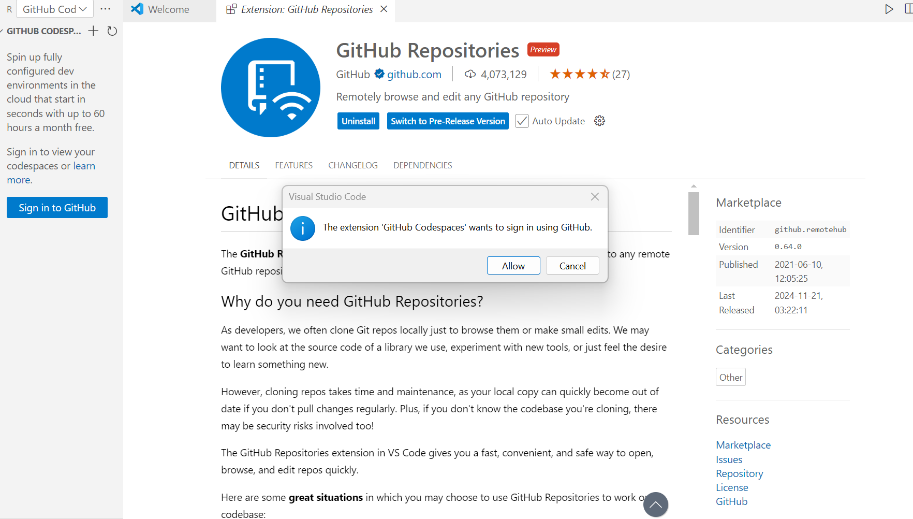 R GitHub Cod ···
Welcome
Extension: GitHub Repositories
GITHUB CODESP...
Spin up fully
configured dev
environments in the
cloud that start in
seconds with up to 60
hours a month free.
Sign in to view your
codespaces or learn
more.
Sign in to GitHub
GitHub Repositories Preview
GitHub github.com 4,073,129 (27)
Remotely browse and edit any GitHub repository
Uninstall Switch to Pre-Release Version Auto Update
DETAILS FEATURES CHANGELOG DEPENDENCIES
Visual Studio Code
The extension 'GitHub Codespaces' wants to sign in using GitHub.
Allow Cancel
GitHub
The GitHub R to any remote
GitHub reposi
Why do you need GitHub Repositories?
As developers, we often clone Git repos locally just to browse them or make small edits. We may
want to look at the source code of a library we use, experiment with new tools, or just feel the desire
to learn something new.
However, cloning repos takes time and maintenance, as your local copy can quickly become out of
date if you don't pull changes regularly. Plus, if you don't know the codebase you're cloning, there
may be security risks involved too!
The GitHub Repositories extension in VS Code gives you a fast, convenient, and safe way to open,
browse, and edit repos quickly.
Here are some great situations in which you may choose to use GitHub Repositories to work o
codebase:
Marketplace
Identifier github.remotehub
Version 0.64.0
Published 2021-06-10,
12:05:25
Last 2024-11-21,
Released 03:22:11
Categories
Other
Resources
Marketplace
Issues
Repository
License
GitHub